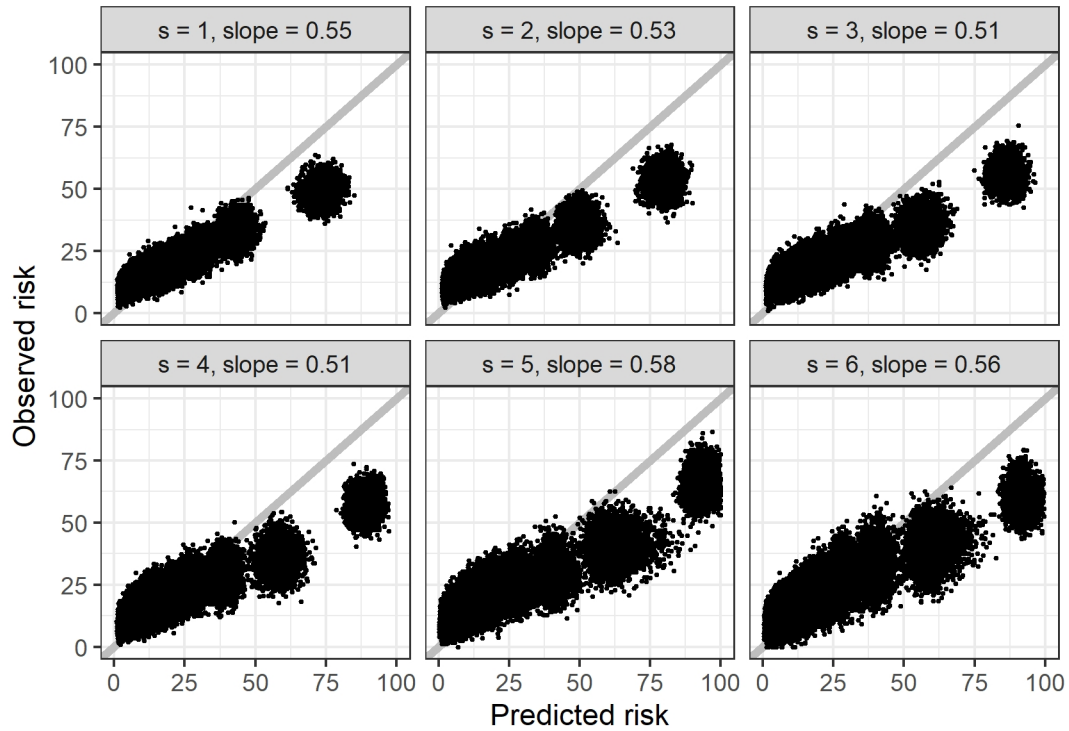 s = 1, slope = 0.55
s = 2, slope = 0.53
s = 3, slope = 0.51
100
75
50
25
0
s = 4, slope = 0.51
s = 5, slope = 0.58
s = 6, slope = 0.56
100
75
50
25
0
0 25 50 75 100
0 25 50 75 100
0 25 50 75 100
Observed risk
Predicted risk